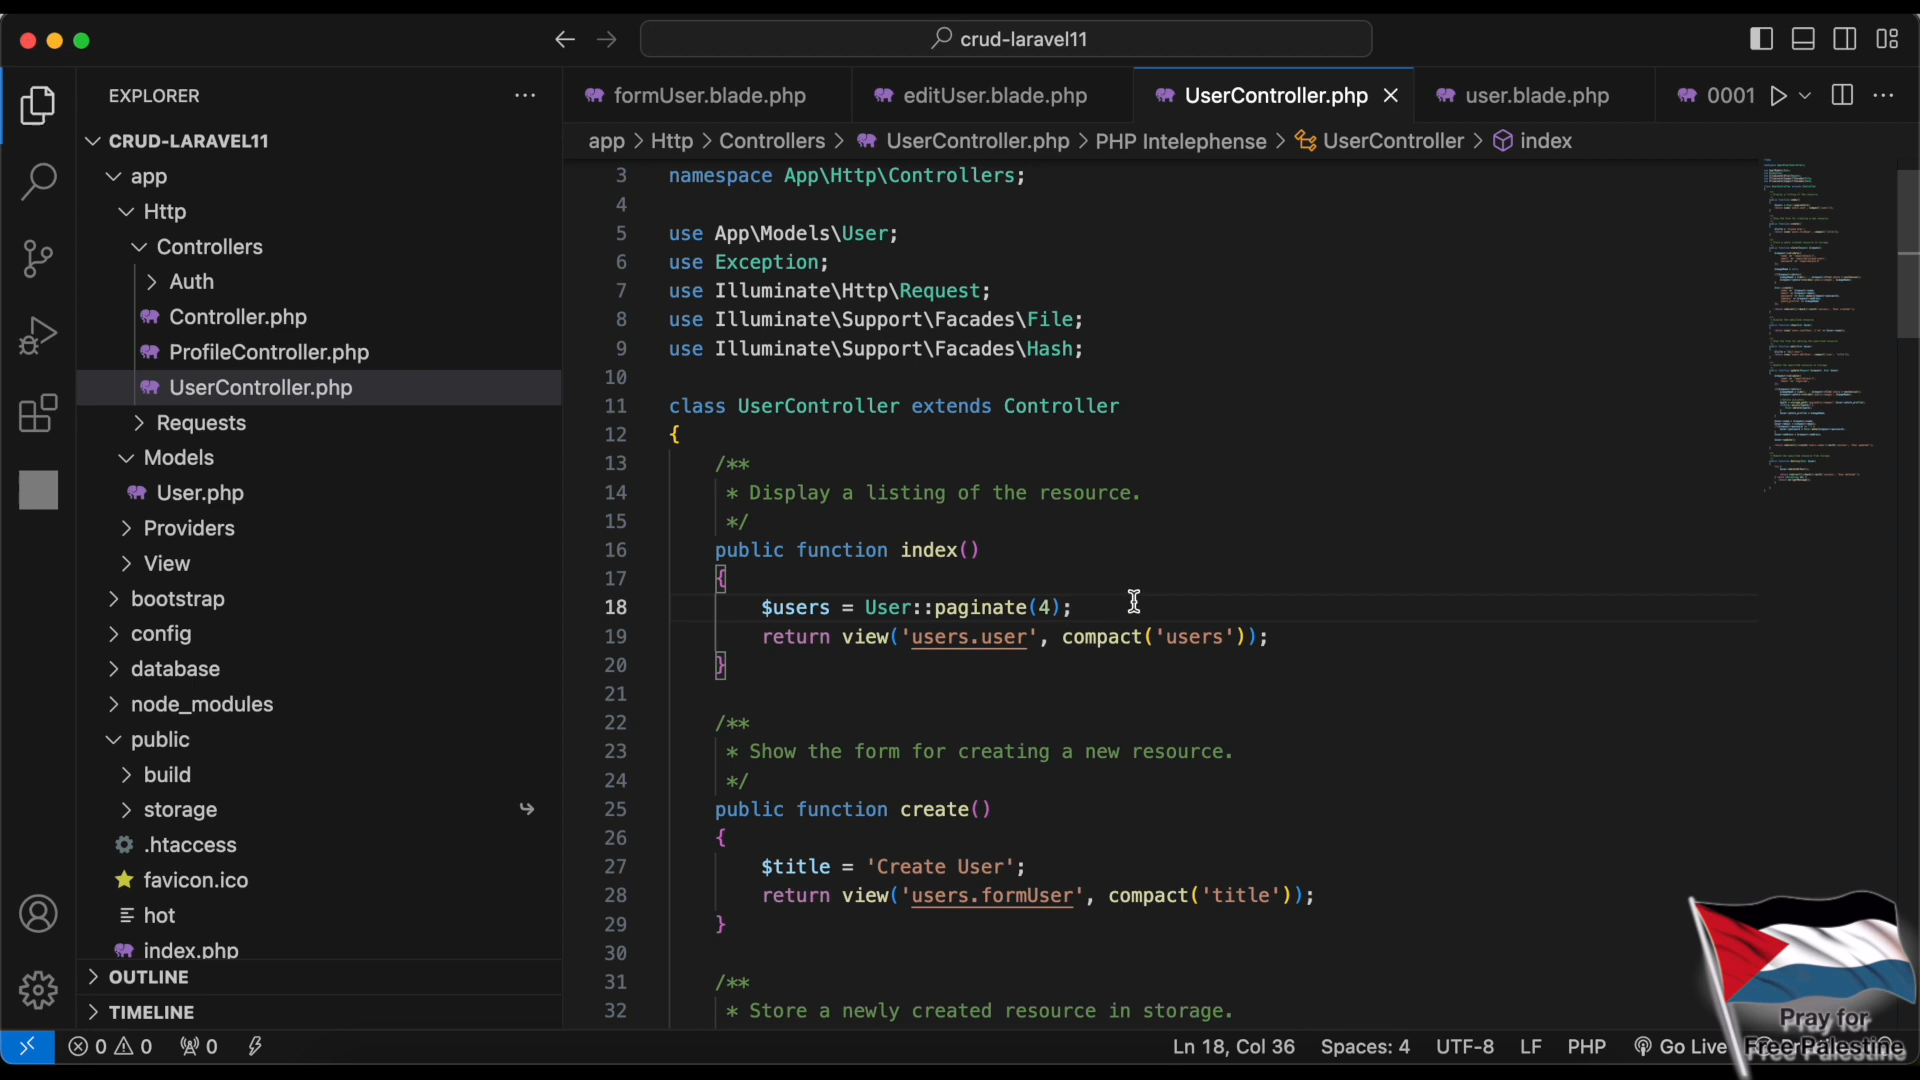 crud-laravel11
EXPLORER
CRUD-LARAVEL11
app
Http
Controllers
Auth
Controller.php
ProfileController.php
UserController.php
Requests
Models
User.php
Providers
View
bootstrap
config
database
node_modules
public
build
storage
.htaccess
favicon.ico
hot
index.php
OUTLINE
TIMELINE
formUser.blade.php
editUser.blade.php
UserController.php
user.blade.php
0001
app > Http > Controllers > UserController.php > PHP Intelephense > UserController > index
3 namespace App\Http\Controllers;
4
5 use App\Models\User;
6 use Exception;
7 use Illuminate\Http\Request;
8 use Illuminate\Support\Facades\File;
9 use Illuminate\Support\Facades\Hash;
10
11 class UserController extends Controller
12 {
13 /**
14 * Display a listing of the resource.
15 */
16 public function index()
17 {
18 $users = User::paginate(4);
19 return view('users.user', compact('users'));
20 }
21
22 /**
23 * Show the form for creating a new resource.
24 */
25 public function create()
26 {
27 $title = 'Create User';
28 return view('users.formUser', compact('title'));
29 }
30
31 /**
32 * Store a newly created resource in storage.
Pray for
Free Palestine
0 0 0
Ln 18, Col 36
Spaces: 4
UTF-8
LF
PHP
Go Live